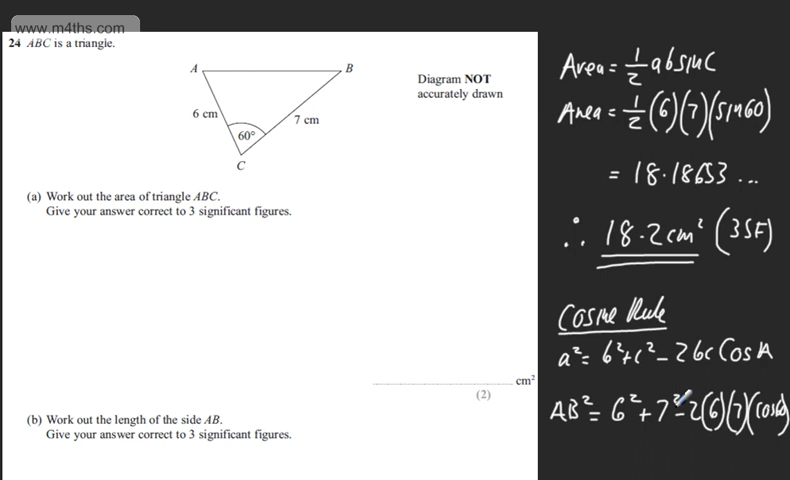 www.m4ths.com
24 ABC is a triangle.
A
B
6 cm
7 cm
60°
C
Diagram NOT
accurately drawn
(a) Work out the area of triangle ABC.
Give your answer correct to 3 significant figures.
cm²
(2)
(b) Work out the length of the side AB.
Give your answer correct to 3 significant figures.
Area = 1/2 absinC
Area = 1/2 (6)(7)(sin60)
= 18.18653...
∴ 18.2cm² (3SF)
Cosine Rule
a² = b²+c² - 2bc CosA
AB² = 6² + 7² - 2(6)(7)(cos60)